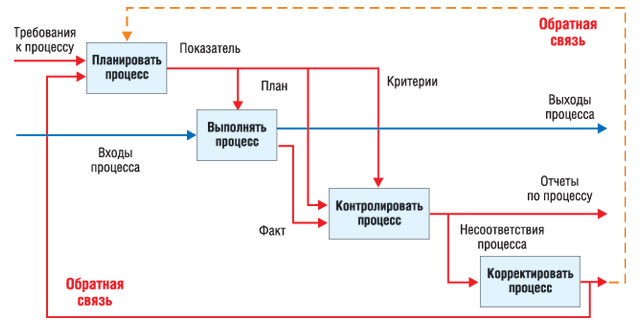 Требования
к процессу
Планировать
процесс
Показатель
Обратная
связь
План
Критерии
Выполнять
процесс
Выходы
процесса
Входы
процесса
Контролировать
процесс
Отчеты
по процессу
Факт
Несоответствия
процесса
Корректировать
процесс
Обратная
связь